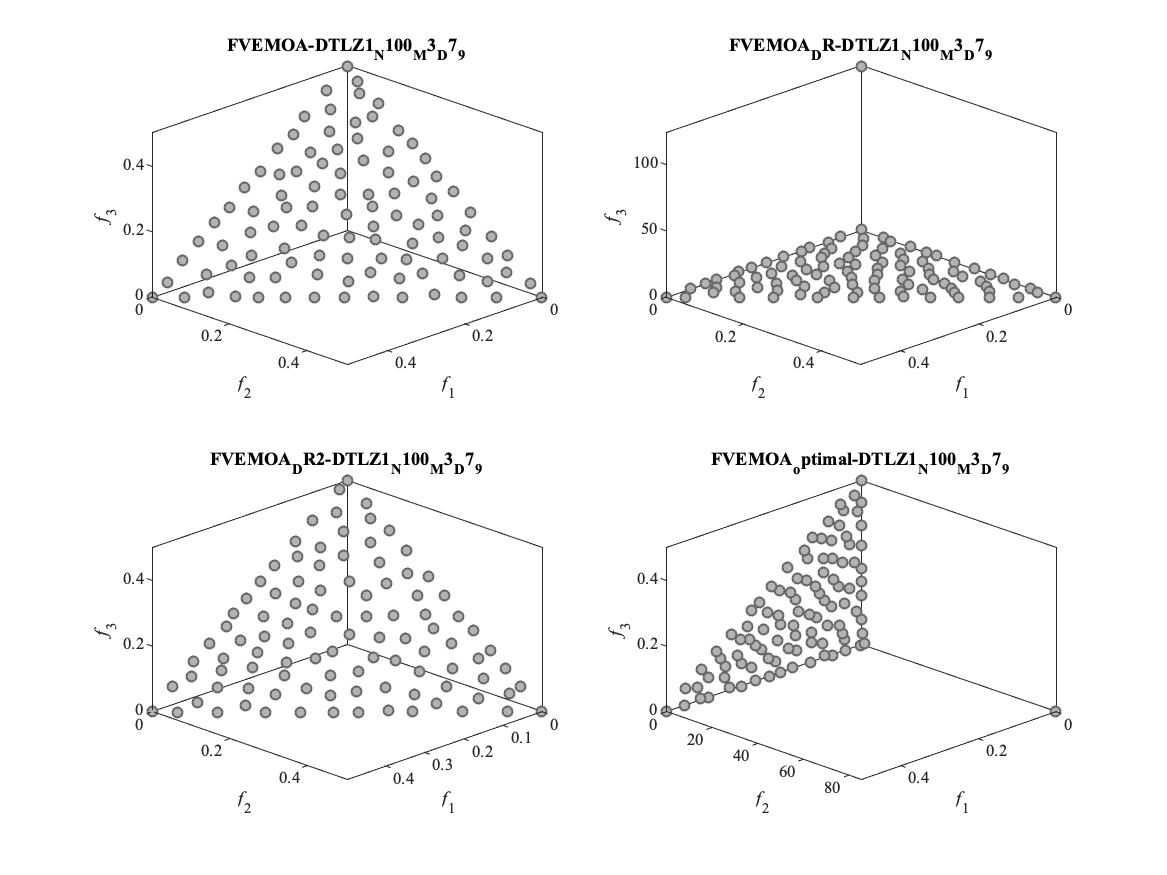 FVEMOA-DTLZ1_N100_M3_D7_9
0.4
0.2
0
f_3
0
0.2
0.4
f_2
0.4
0.2
0
f_1
FVEMOA_DR-DTLZ1_N100_M3_D7_9
100
50
0
f_3
0
0.2
0.4
f_2
0.4
0.2
0
f_1
FVEMOA_DR2-DTLZ1_N100_M3_D7_9
0.4
0.2
0
f_3
0
0.2
0.4
f_2
0.4
0.3
0.2
0.1
0
f_1
FVEMOA_optimal-DTLZ1_N100_M3_D7_9
0.4
0.2
0
f_3
0
20
40
60
80
f_2
0.4
0.2
0
f_1